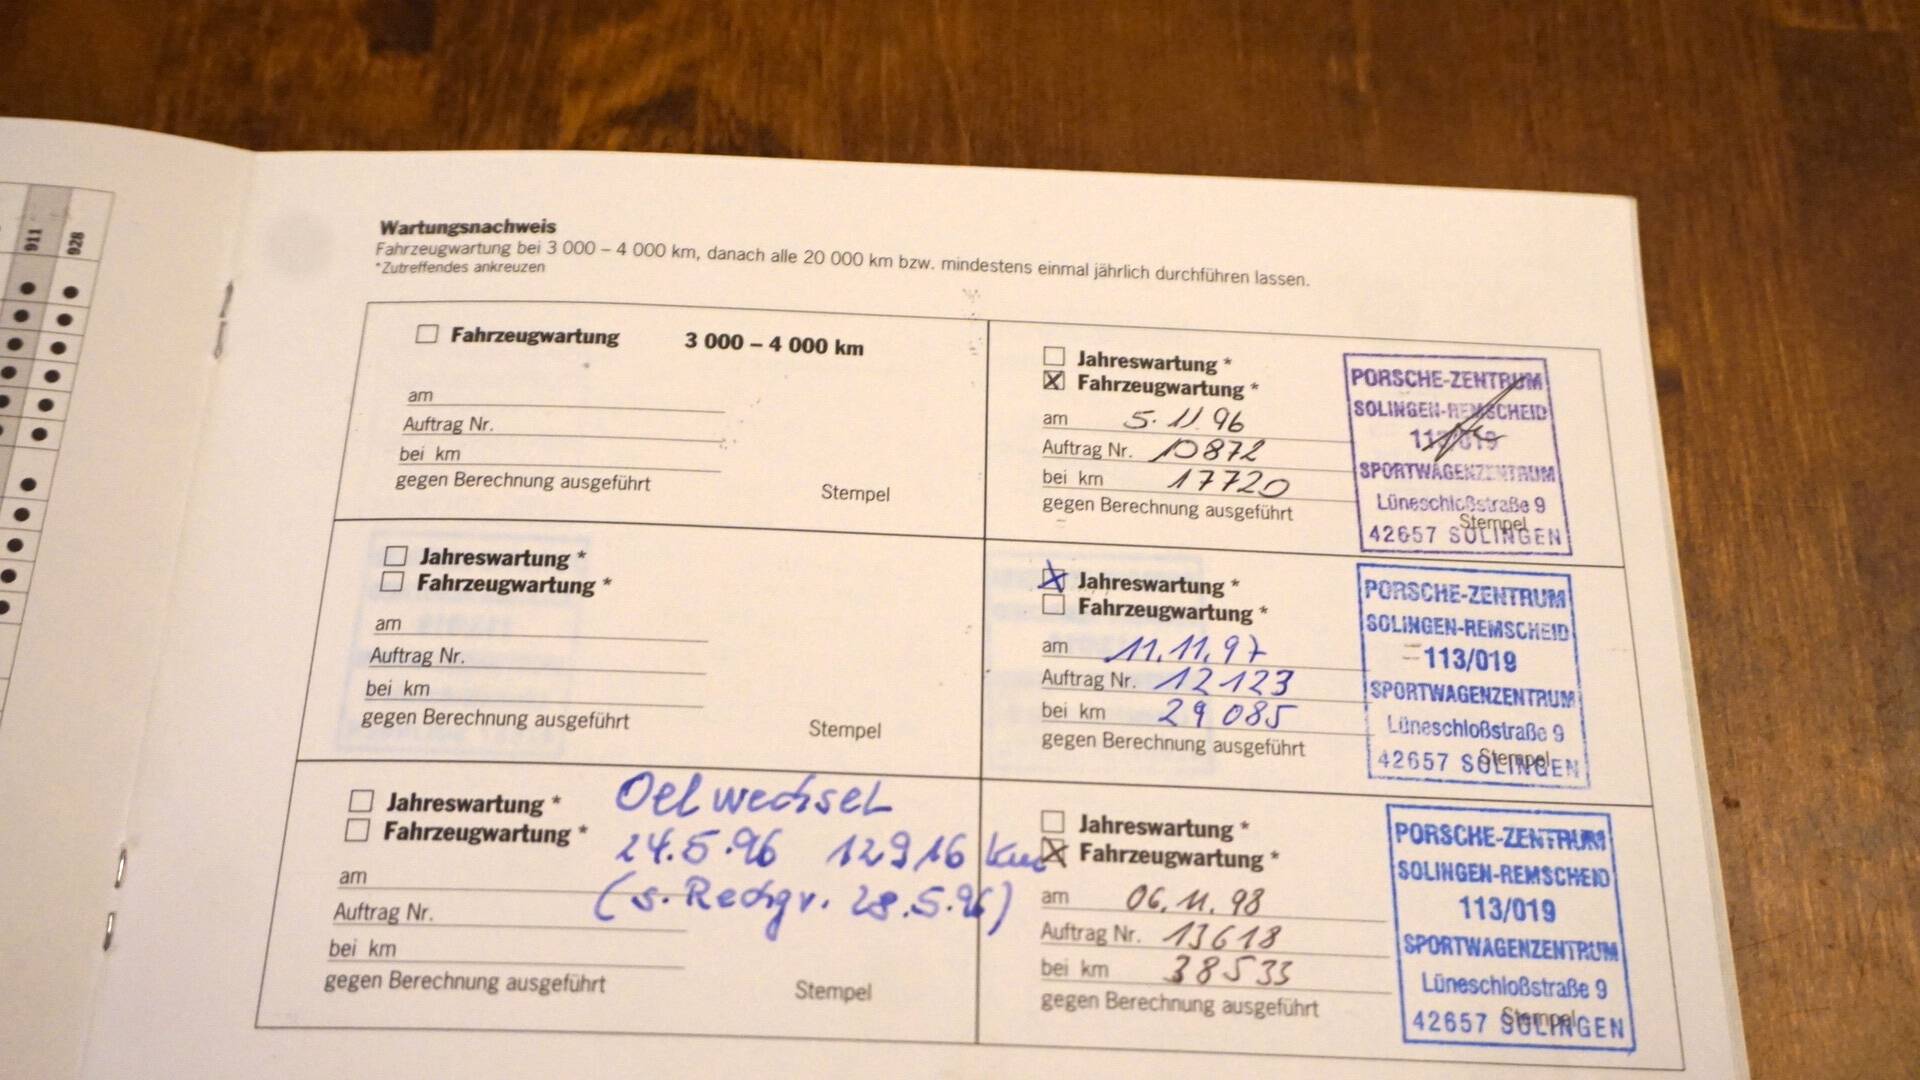 911
928
Wartungsnachweis
Fahrzeugwartung bei 3 000 – 4 000 km, danach alle 20 000 km bzw. mindestens einmal jährlich durchführen lassen.
*Zutreffendes ankreuzen
Fahrzeugwartung 3 000 – 4 000 km
am
Auftrag Nr.
bei km
gegen Berechnung ausgeführt
Stempel
Jahreswartung *
Fahrzeugwartung *
am 5.11.96
Auftrag Nr. 10872
bei km 17720
gegen Berechnung ausgeführt
PORSCHE-ZENTRUM
SOLINGEN-REMSCHEID
113/019
SPORTWAGENZENTRUM
Lüneschloßstraße 9
Stempel
42657 SOLINGEN
Jahreswartung *
Fahrzeugwartung *
am
Auftrag Nr.
bei km
gegen Berechnung ausgeführt
Stempel
Jahreswartung *
Fahrzeugwartung *
am 11.11.97
Auftrag Nr. 12123
bei km 29085
gegen Berechnung ausgeführt
PORSCHE-ZENTRUM
SOLINGEN-REMSCHEID
113/019
SPORTWAGENZENTRUM
Lüneschloßstraße 9
Stempel
42657 SOLINGEN
Jahreswartung *
Fahrzeugwartung *
Oelwechsel
24.5.96 12916 km
(s. 28.5.96)
am
Auftrag Nr.
bei km
gegen Berechnung ausgeführt
Stempel
Jahreswartung *
Fahrzeugwartung *
am 06.11.98
Auftrag Nr. 13618
bei km 38533
gegen Berechnung ausgeführt
PORSCHE-ZENTRUM
SOLINGEN-REMSCHEID
113/019
SPORTWAGENZENTRUM
Lüneschloßstraße 9
Stempel
42657 SOLINGEN